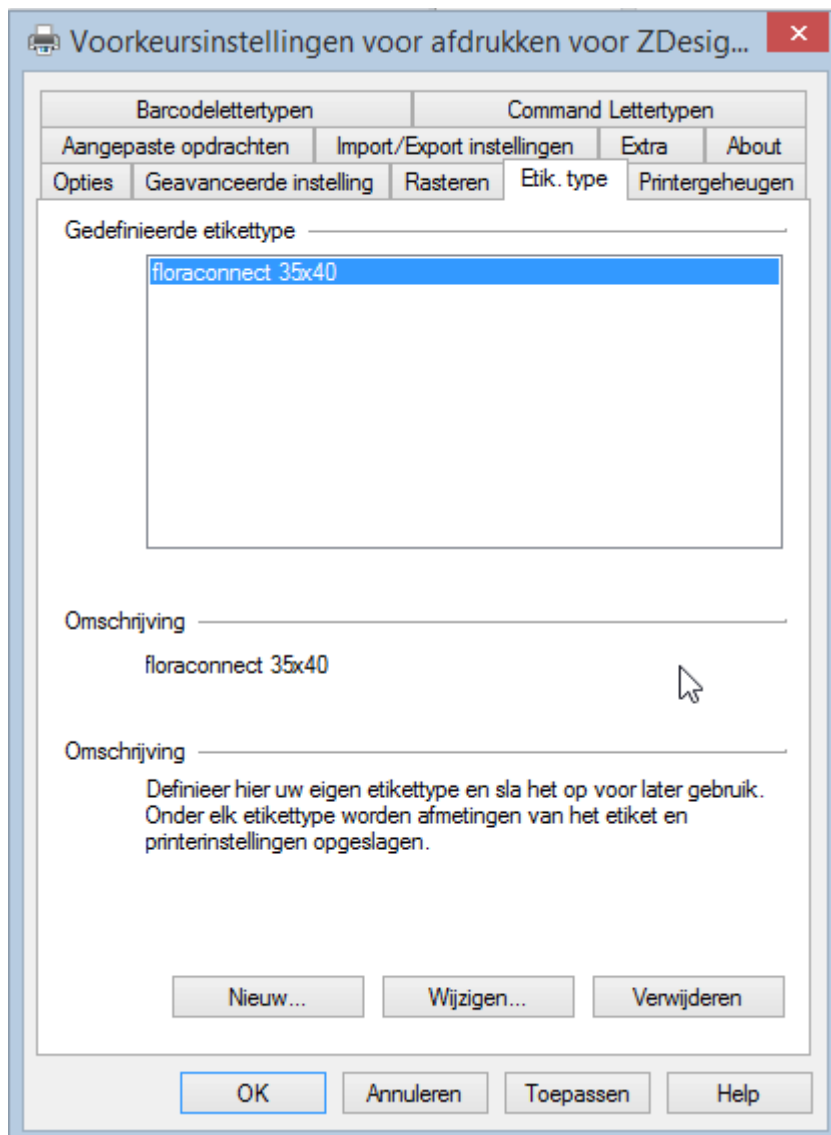 Voorkeursinstellingen voor afdrukken voor ZDesig...
Barcodelettertypen
Command Lettertypen
Aangepaste opdrachten
Import/Export instellingen
Extra
About
Opties
Geavanceerde instelling
Rasteren
Etik. type
Printergeheugen
Gedefinieerde etikettype
floraconnect 35x40
Omschrijving
floraconnect 35x40
Omschrijving
Definieer hier uw eigen etikettype en sla het op voor later gebruik.
Onder elk etikettype worden afmetingen van het etiket en
printerinstellingen opgeslagen.
Nieuw...
Wijzigen...
Verwijderen
OK
Annuleren
Toepassen
Help